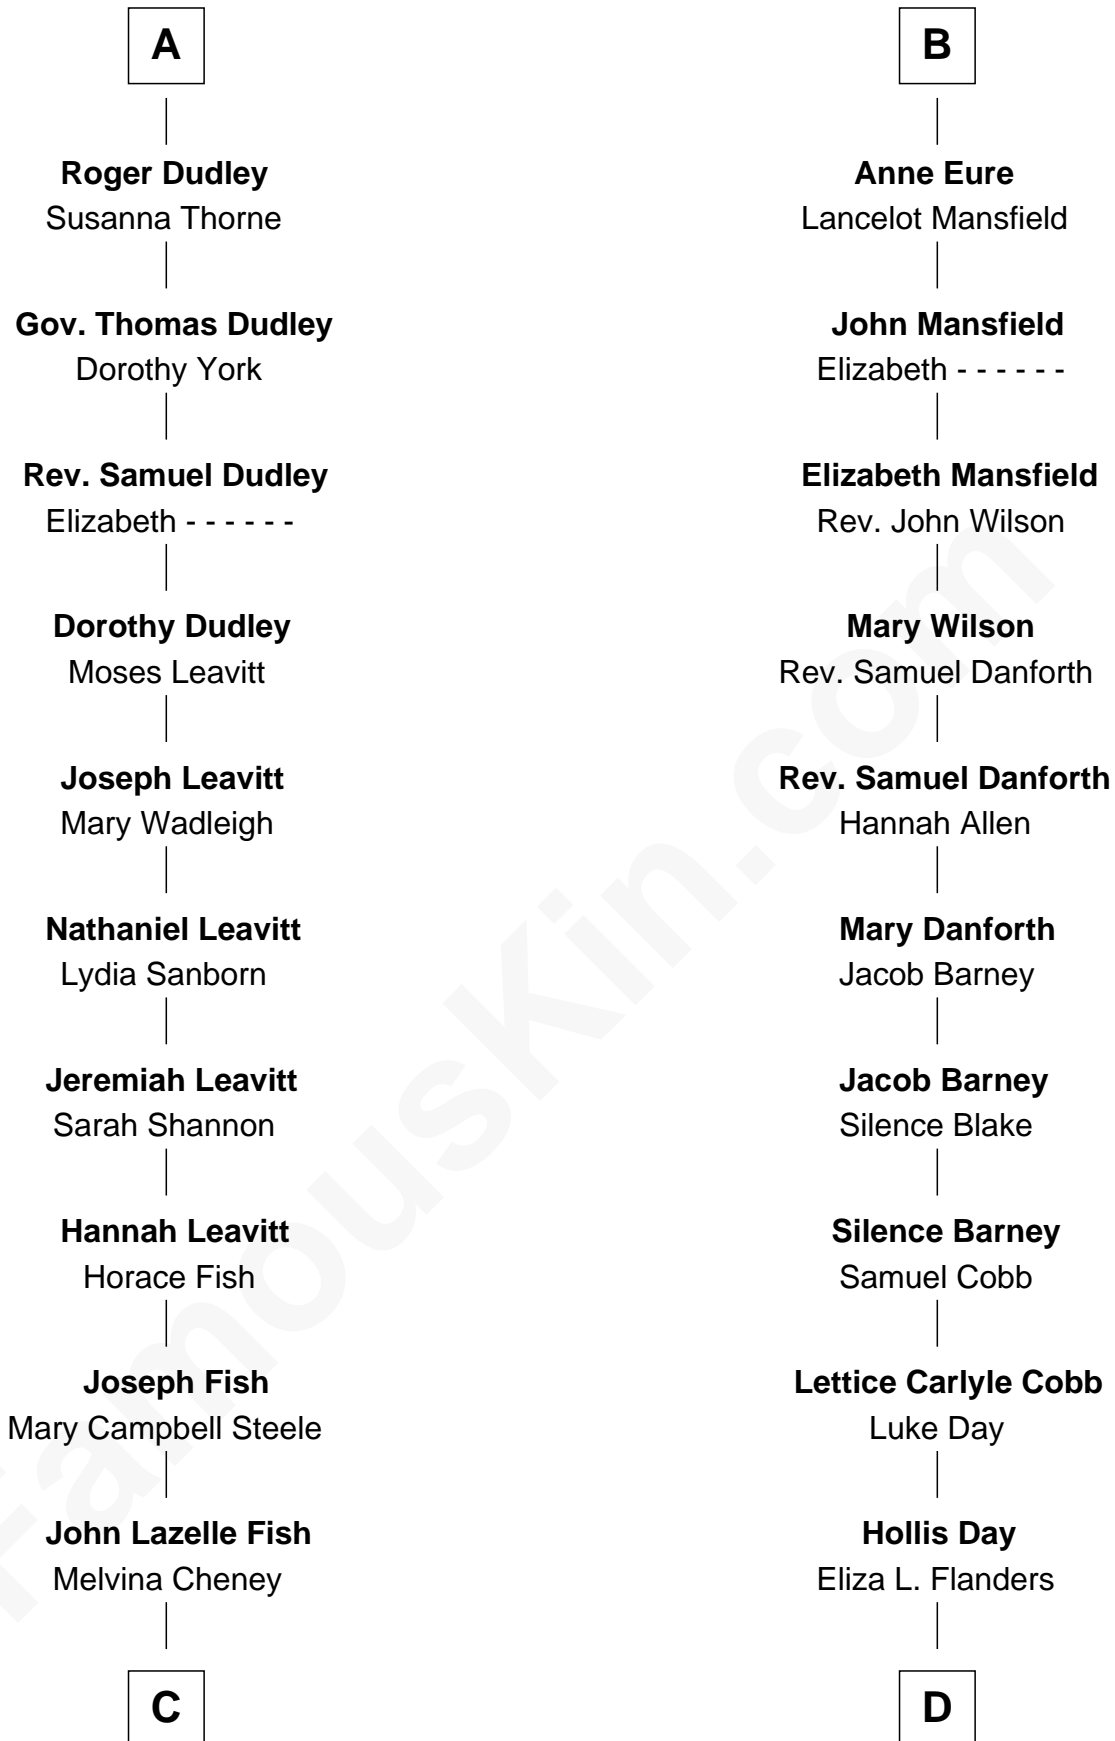 A
Roger Dudley
Susanna Thorne
Gov. Thomas Dudley
Dorothy York
Rev. Samuel Dudley
Elizabeth - - - - - -
Dorothy Dudley
Moses Leavitt
Joseph Leavitt
Mary Wadleigh
Nathaniel Leavitt
Lydia Sanborn
Jeremiah Leavitt
Sarah Shannon
Hannah Leavitt
Horace Fish
Joseph Fish
Mary Campbell Steele
John Lazelle Fish
Melvina Cheney
C
B
Anne Eure
Lancelot Mansfield
John Mansfield
Elizabeth - - - - - -
Elizabeth Mansfield
Rev. John Wilson
Mary Wilson
Rev. Samuel Danforth
Rev. Samuel Danforth
Hannah Allen
Mary Danforth
Jacob Barney
Jacob Barney
Silence Blake
Silence Barney
Samuel Cobb
Lettice Carlyle Cobb
Luke Day
Hollis Day
Eliza L. Flanders
D
FamousKin.com